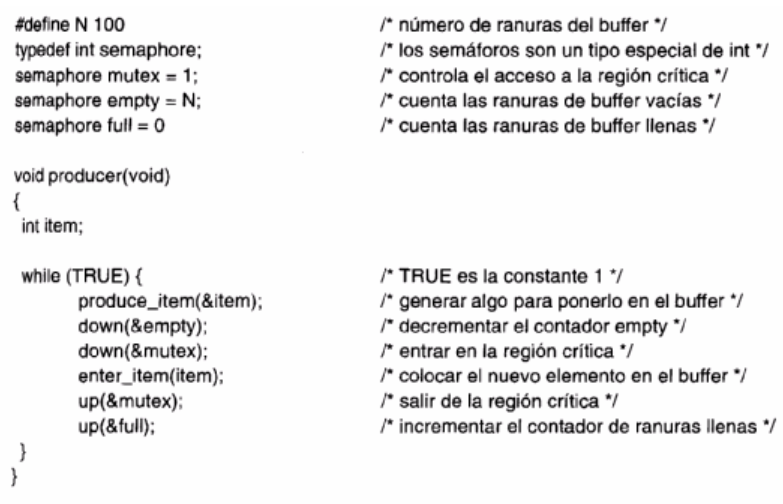 #define N 100 /* número de ranuras del buffer */
typedef int semaphore; /* los semáforos son un tipo especial de int */
semaphore mutex = 1; /* controla el acceso a la región crítica */
semaphore empty = N; /* cuenta las ranuras de buffer vacías */
semaphore full = 0 /* cuenta las ranuras de buffer llenas */
void producer(void)
{
int item;
while (TRUE) { /* TRUE es la constante 1 */
produce_item(&item); /* generar algo para ponerlo en el buffer */
down(&empty); /* decrementar el contador empty */
down(&mutex); /* entrar en la región crítica */
enter_item(item); /* colocar el nuevo elemento en el buffer */
up(&mutex); /* salir de la región crítica */
up(&full); /* incrementar el contador de ranuras llenas */
}
}